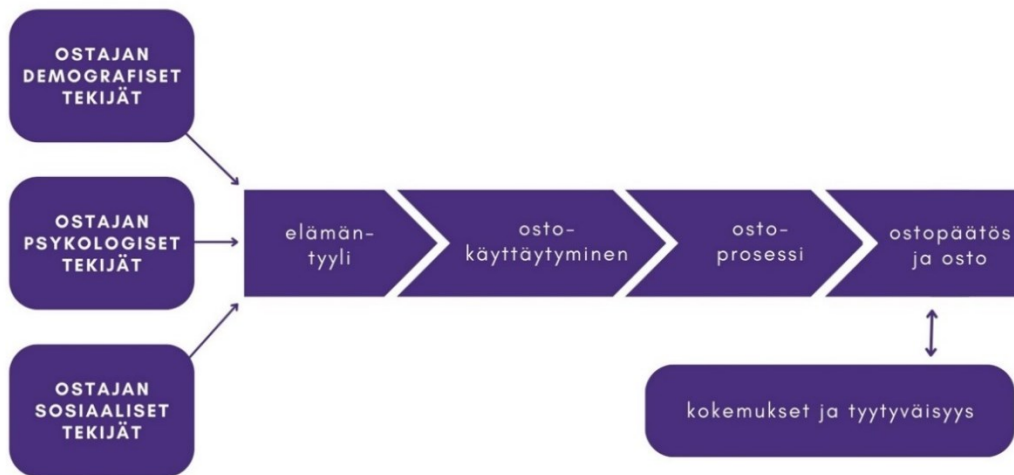 OSTAJAN
DEMOGRAFISET
TEKIJÄT
OSTAJAN
PSYKOLOGISET
TEKIJÄT
OSTAJAN
SOSIAALISET
TEKIJÄT
elämän-
tyyli
osto-
käyttäytyminen
osto-
prosessi
ostopäätös
ja osto
kokemukset ja tyytyväisyys